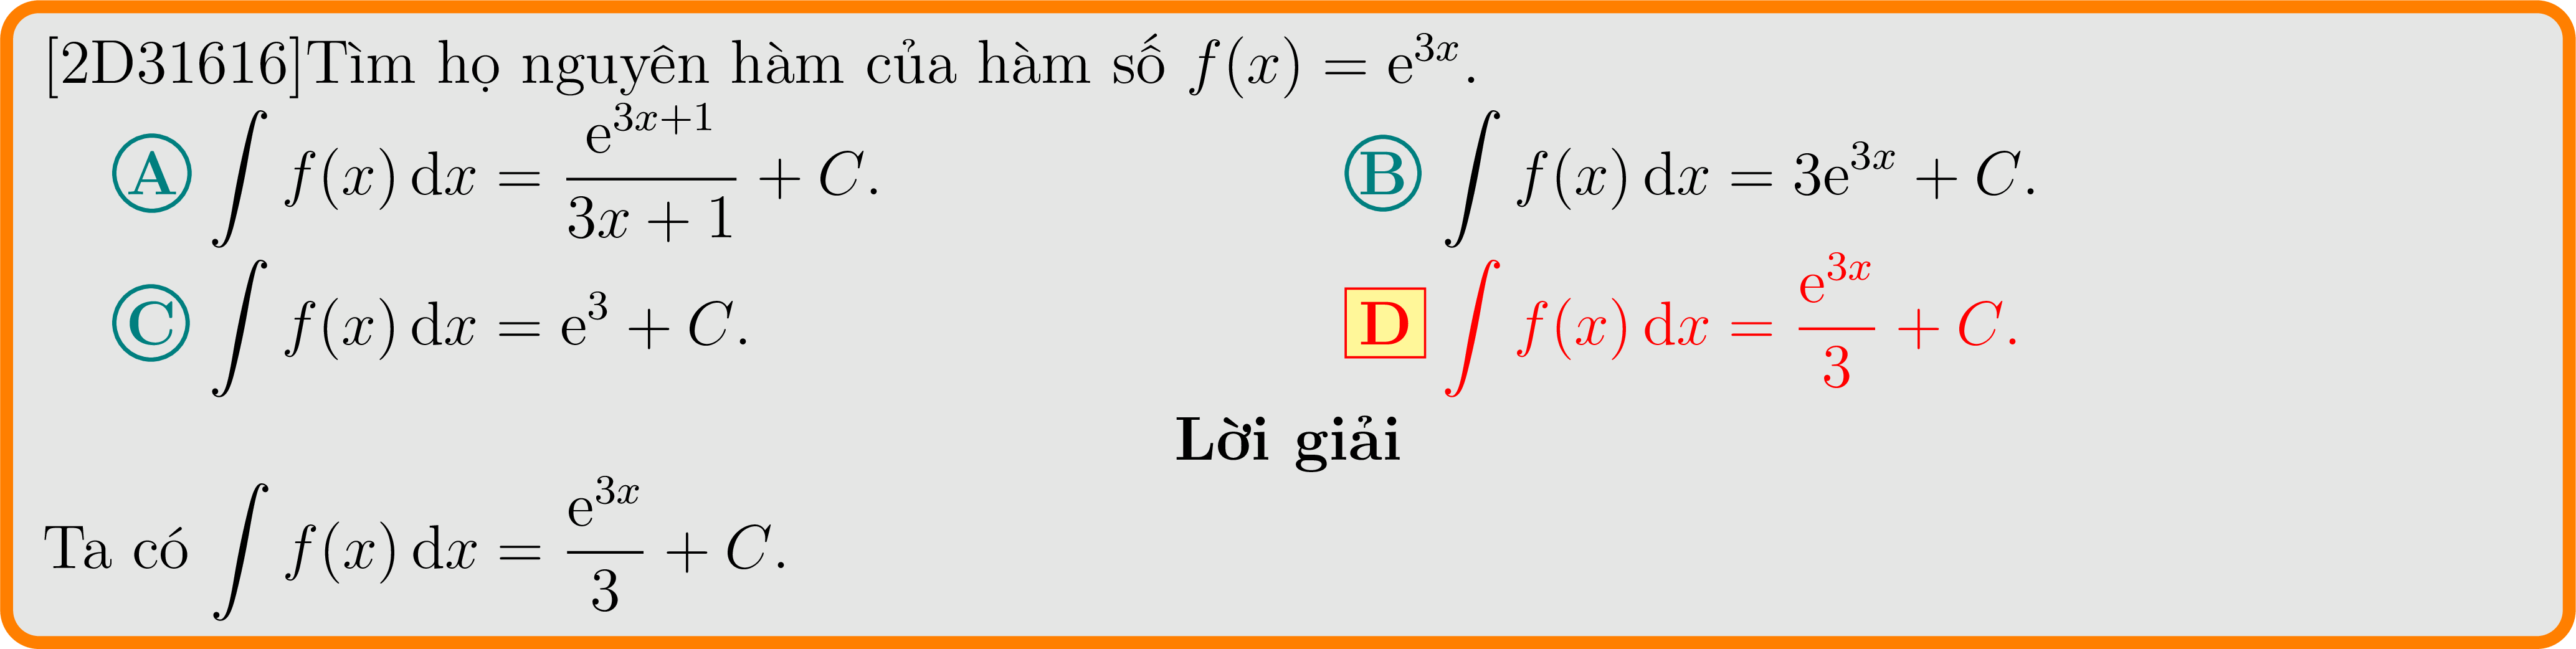 [2D31616]Tìm họ nguyên hàm của hàm số $f(x) = \mathrm{e}^{3x}$.
A $\int f(x)\,\mathrm{d}x = \frac{\mathrm{e}^{3x+1}}{3x+1} + C.$ B $\int f(x)\,\mathrm{d}x = 3\mathrm{e}^{3x} + C.$
C $\int f(x)\,\mathrm{d}x = \mathrm{e}^{3} + C.$ D $\int f(x)\,\mathrm{d}x = \frac{\mathrm{e}^{3x}}{3} + C.$
Lời giải
Ta có $\int f(x)\,\mathrm{d}x = \frac{\mathrm{e}^{3x}}{3} + C.$